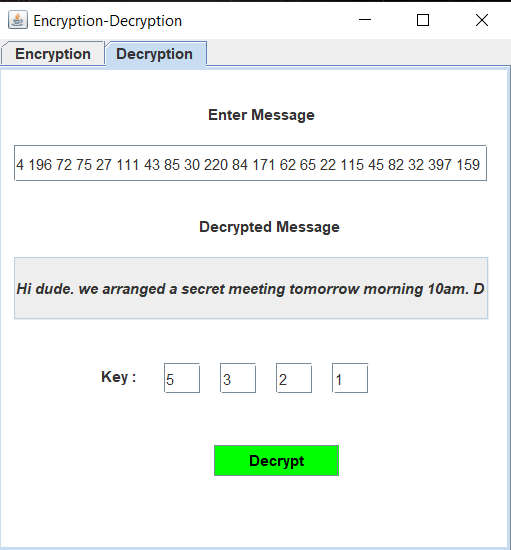 Encryption-Decryption
Encryption Decryption
Enter Message
4 196 72 75 27 111 43 85 30 220 84 171 62 65 22 115 45 82 32 397 159
Decrypted Message
Hi dude. we arranged a secret meeting tomorrow morning 10am. D
Key : 5 3 2 1
Decrypt